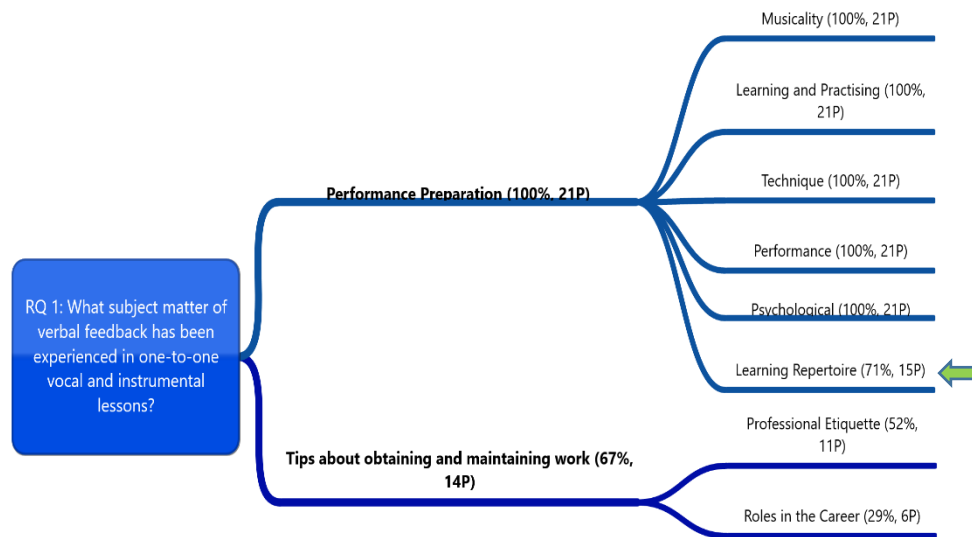 RQ 1: What subject matter of
verbal feedback has been
experienced in one-to-one
vocal and instrumental
lessons?
Performance Preparation (100%, 21P)
Musicality (100%, 21P)
Learning and Practising (100%,
21P)
Technique (100%, 21P)
Performance (100%, 21P)
Psychological (100%, 21P)
Learning Repertoire (71%, 15P)
Tips about obtaining and maintaining work (67%,
14P)
Professional Etiquette (52%,
11P)
Roles in the Career (29%, 6P)